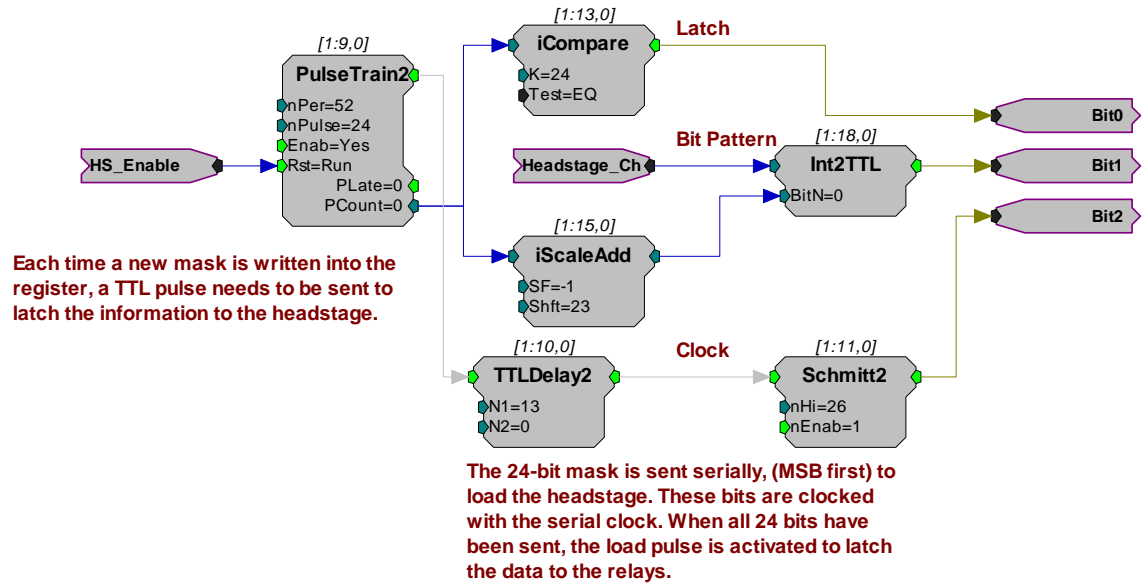 [1:9,0]
PulseTrain2
nPer=52
nPulse=24
Enab=Yes
Rst=Run
PLate=0
PCount=0
HS_Enable
Each time a new mask is written into the
register, a TTL pulse needs to be sent to
latch the information to the headstage.
[1:13,0]
iCompare
K=24
Test=EQ
Latch
Bit0
Bit Pattern
Headstage_Ch
[1:18,0]
Int2TTL
BitN=0
Bit1
Bit2
[1:15,0]
iScaleAdd
SF=-1
Shft=23
[1:10,0]
TTLDelay2
N1=13
N2=0
Clock
[1:11,0]
Schmitt2
nHi=26
nEnab=1
The 24-bit mask is sent serially, (MSB first) to
load the headstage. These bits are clocked
with the serial clock. When all 24 bits have
been sent, the load pulse is activated to latch
the data to the relays.